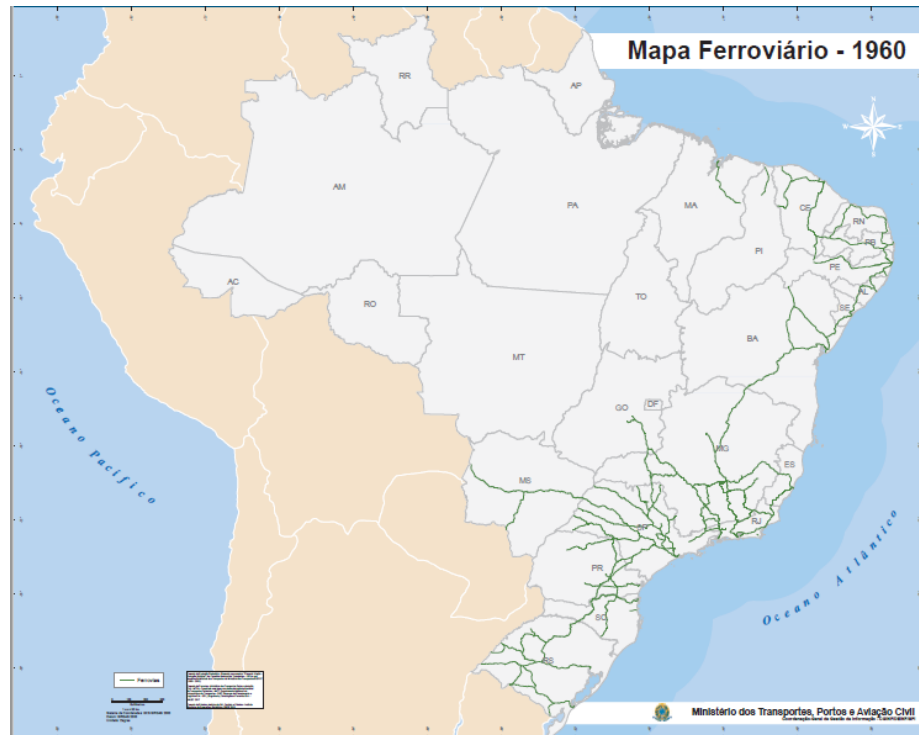 Mapa Ferroviário - 1960
RR
AP
AM
PA
MA
CE
RN
PB
PI
PE
AL
SE
AC
RO
TO
BA
MT
GO
DF
MG
ES
MS
SP
RJ
PR
SC
RS
Oceano Pacífico
Oceano Atlântico
Ferrovias
Ministério dos Transportes, Portos e Aviação Civil